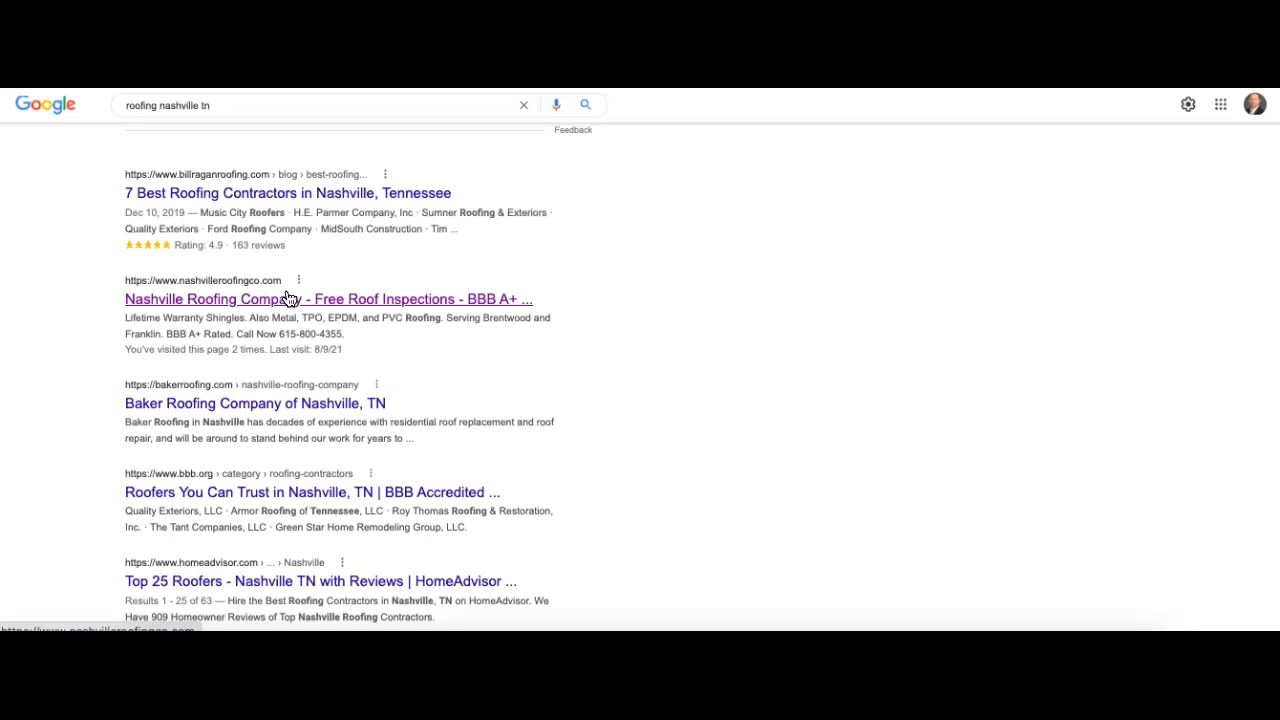 Google
roofing nashville tn
Feedback
https://www.billraganroofing.com › blog › best-roofing...
7 Best Roofing Contractors in Nashville, Tennessee
Dec 10, 2019 — Music City Roofers · H.E. Parmer Company, Inc · Sumner Roofing & Exteriors ·
Quality Exteriors · Ford Roofing Company · MidSouth Construction · Tim ...
Rating: 4.9 · 163 reviews
https://www.nashvilleroofingco.com
Nashville Roofing Company - Free Roof Inspections - BBB A+ ...
Lifetime Warranty Shingles. Also Metal, TPO, EPDM, and PVC Roofing. Serving Brentwood and
Franklin. BBB A+ Rated. Call Now 615-800-4355.
You've visited this page 2 times. Last visit: 8/9/21
https://bakerroofing.com › nashville-roofing-company
Baker Roofing Company of Nashville, TN
Baker Roofing in Nashville has decades of experience with residential roof replacement and roof
repair, and will be around to stand behind our work for years to ...
https://www.bbb.org › category › roofing-contractors
Roofers You Can Trust in Nashville, TN | BBB Accredited ...
Quality Exteriors, LLC · Armor Roofing of Tennessee, LLC · Roy Thomas Roofing & Restoration,
Inc. · The Tant Companies, LLC · Green Star Home Remodeling Group, LLC.
https://www.homeadvisor.com › ... › Nashville
Top 25 Roofers - Nashville TN with Reviews | HomeAdvisor ...
Results 1 - 25 of 63 — Hire the Best Roofing Contractors in Nashville, TN on HomeAdvisor. We
Have 909 Homeowner Reviews of Top Nashville Roofing Contractors.
https://www.nashvilleroofingco.com